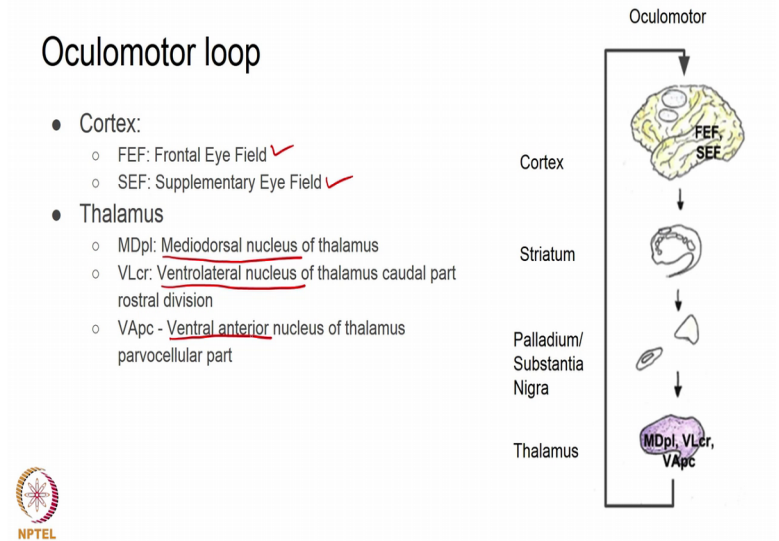 Oculomotor
Oculomotor loop
● Cortex:
○ FEF: Frontal Eye Field
○ SEF: Supplementary Eye Field
● Thalamus
○ MDpl: Mediodorsal nucleus of thalamus
○ VLcr: Ventrolateral nucleus of thalamus caudal part
rostral division
○ VApc - Ventral anterior nucleus of thalamus
parvocellular part
FEF,
SEF
Cortex
Striatum
Palladium/
Substantia
Nigra
Thalamus
MDpl, VLcr,
VApc
NPTEL